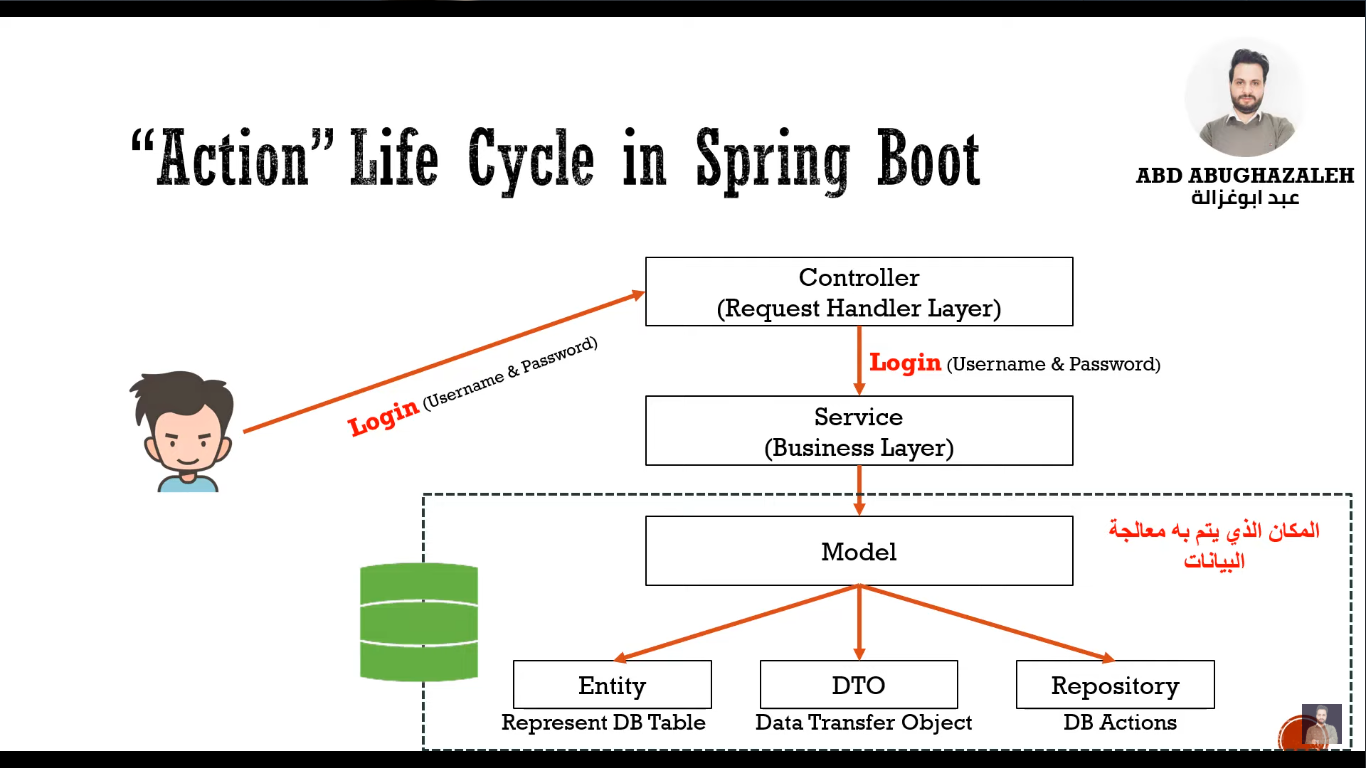 “Action” Life Cycle in Spring Boot
ABD ABUGHAZALEH
عبد ابوغزالة
Controller
(Request Handler Layer)
Login (Username & Password)
Login (Username & Password)
Service
(Business Layer)
Model
المكان الذي يتم به معالجة
البيانات
Entity
DTO
Repository
Represent DB Table
Data Transfer Object
DB Actions